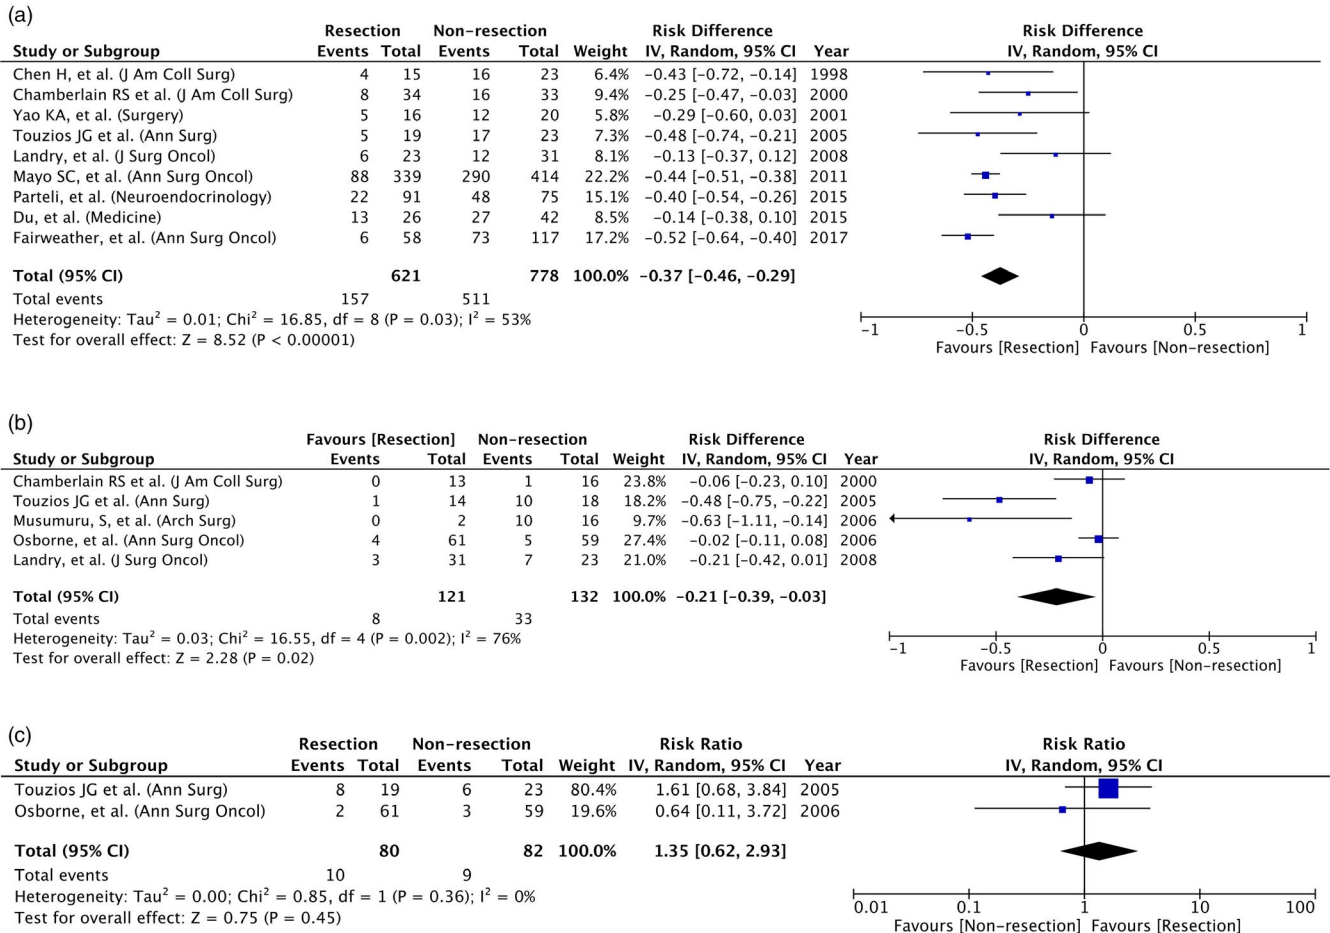 (a)
Resection Non-resection Risk Difference Risk Difference
Study or Subgroup Events Total Events Total Weight IV, Random, 95% CI Year IV, Random, 95% CI
Chen H, et al. (J Am Coll Surg) 4 15 16 23 6.4% −0.43 [−0.72, −0.14] 1998
Chamberlain RS et al. (J Am Coll Surg) 8 34 16 33 9.4% −0.25 [−0.47, −0.03] 2000
Yao KA, et al. (Surgery) 5 16 12 20 5.8% −0.29 [−0.60, 0.03] 2001
Touzios JG et al. (Ann Surg) 5 19 17 23 7.3% −0.48 [−0.74, −0.21] 2005
Landry, et al. (J Surg Oncol) 6 23 12 31 8.1% −0.13 [−0.37, 0.12] 2008
Mayo SC, et al. (Ann Surg Oncol) 88 339 290 414 22.2% −0.44 [−0.51, −0.38] 2011
Parteli, et al. (Neuroendocrinology) 22 91 48 75 15.1% −0.40 [−0.54, −0.26] 2015
Du, et al. (Medicine) 13 26 27 42 8.5% −0.14 [−0.38, 0.10] 2015
Fairweather, et al. (Ann Surg Oncol) 6 58 73 117 17.2% −0.52 [−0.64, −0.40] 2017
Total (95% CI) 621 778 100.0% −0.37 [−0.46, −0.29]
Total events 157 511
Heterogeneity: Tau² = 0.01; Chi² = 16.85, df = 8 (P = 0.03); I² = 53%
Test for overall effect: Z = 8.52 (P < 0.00001)
−1 −0.5 0 0.5 1
Favours [Resection] Favours [Non-resection]
(b)
Favours [Resection] Non-resection Risk Difference Risk Difference
Study or Subgroup Events Total Events Total Weight IV, Random, 95% CI Year IV, Random, 95% CI
Chamberlain RS et al. (J Am Coll Surg) 0 13 1 16 23.8% −0.06 [−0.23, 0.10] 2000
Touzios JG et al. (Ann Surg) 1 14 10 18 18.2% −0.48 [−0.75, −0.22] 2005
Musumuru, S, et al. (Arch Surg) 0 2 10 16 9.7% −0.63 [−1.11, −0.14] 2006
Osborne, et al. (Ann Surg Oncol) 4 61 5 59 27.4% −0.02 [−0.11, 0.08] 2006
Landry, et al. (J Surg Oncol) 3 31 7 23 21.0% −0.21 [−0.42, 0.01] 2008
Total (95% CI) 121 132 100.0% −0.21 [−0.39, −0.03]
Total events 8 33
Heterogeneity: Tau² = 0.03; Chi² = 16.55, df = 4 (P = 0.002); I² = 76%
Test for overall effect: Z = 2.28 (P = 0.02)
−1 −0.5 0 0.5 1
Favours [Resection] Favours [Non-resection]
(c)
Resection Non-resection Risk Ratio Risk Ratio
Study or Subgroup Events Total Events Total Weight IV, Random, 95% CI Year IV, Random, 95% CI
Touzios JG et al. (Ann Surg) 8 19 6 23 80.4% 1.61 [0.68, 3.84] 2005
Osborne, et al. (Ann Surg Oncol) 2 61 3 59 19.6% 0.64 [0.11, 3.72] 2006
Total (95% CI) 80 82 100.0% 1.35 [0.62, 2.93]
Total events 10 9
Heterogeneity: Tau² = 0.00; Chi² = 0.85, df = 1 (P = 0.36); I² = 0%
Test for overall effect: Z = 0.75 (P = 0.45)
0.01 0.1 1 10 100
Favours [Non-resection] Favours [Resection]